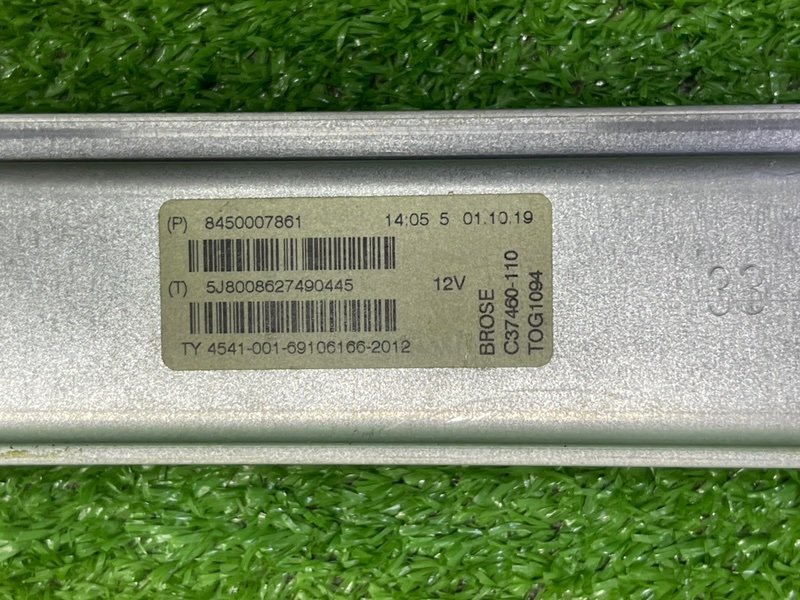 (P) 8450007861 14:05 5 01.10.19
(T) 5J8008627490445 12V
TY 4541-001-69106166-2012
BROSE
C37460-110
TOG1094
33